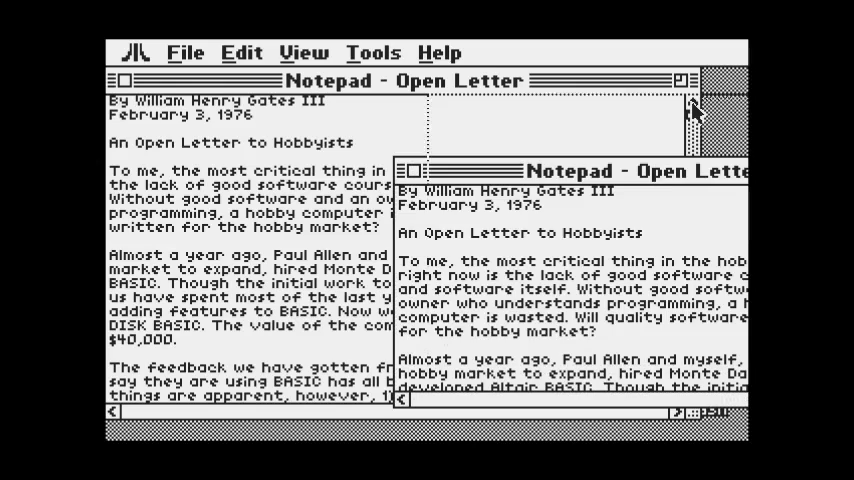 File Edit View Tools Help
Notepad - Open Letter
By William Henry Gates III
February 3, 1976
An Open Letter to Hobbyists
To me, the most critical thing in
the lack of good software cours
Without good software and an ow
programming, a hobby computer
written for the hobby market?
Almost a year ago, Paul Allen and
market to expand, hired Monte D
BASIC. Though the initial work to
us have spent most of the last y
adding features to BASIC. Now w
DISK BASIC. The value of the com
$40,000.
The feedback we have gotten fr
say they are using BASIC has all b
things are apparent, however, 1)
Notepad - Open Lette
By William Henry Gates III
February 3, 1976
An Open Letter to Hobbyists
To me, the most critical thing in the hob
right now is the lack of good software c
and software itself. Without good softw
owner who understands programming, a h
computer is wasted. Will quality software
for the hobby market?
Almost a year ago, Paul Allen and myself,
hobby market to expand, hired Monte Da
developed Altair BASIC. Though the initia